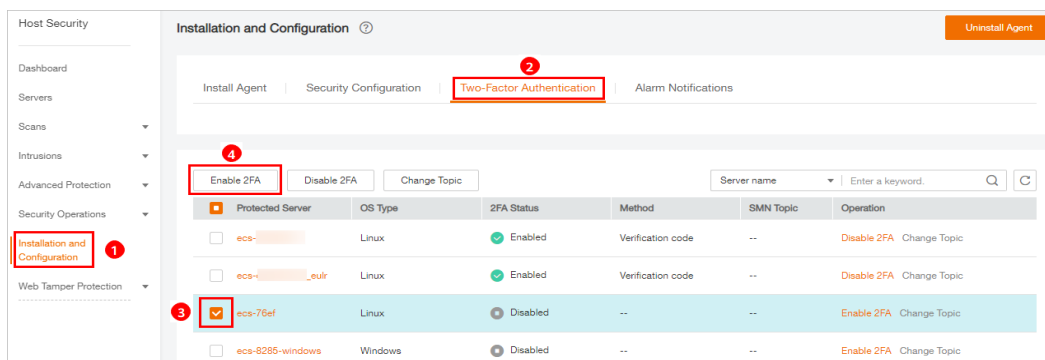 Host Security
Installation and Configuration ?
Uninstall Agent
Dashboard
Servers
Scans
Intrusions
Advanced Protection
Security Operations
Installation and
Configuration
1
Web Tamper Protection
2
Install Agent Security Configuration Two-Factor Authentication Alarm Notifications
4
Enable 2FA Disable 2FA Change Topic Server name Enter a keyword. C
Protected Server OS Type 2FA Status Method SMN Topic Operation
ecs- Linux Enabled Verification code -- Disable 2FA Change Topic
ecs- _eulr Linux Enabled Verification code -- Disable 2FA Change Topic
3 ecs-76ef Linux Disabled -- -- Enable 2FA Change Topic
ecs-8285-windows Windows Disabled -- -- Enable 2FA Change Topic